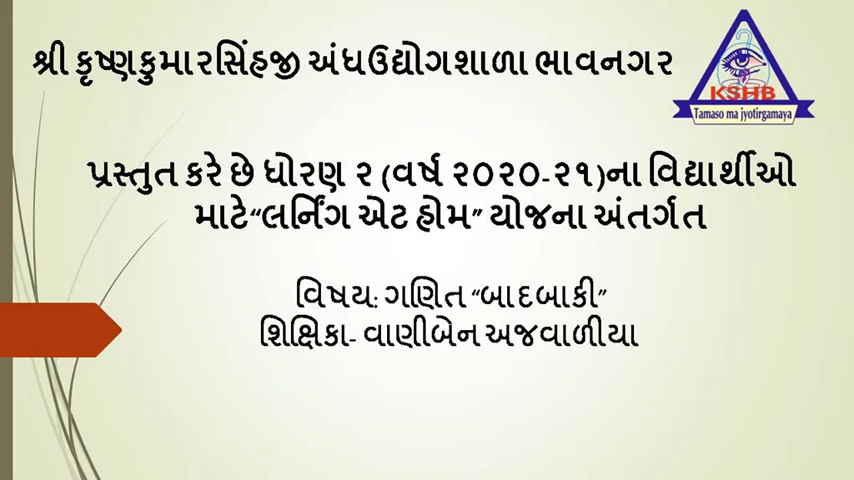 શ્રી કૃષ્ણકુમારસિંહજી અંધઉદ્યોગશાળા ભાવનગર
KSHB
Tamaso ma jyotirgamaya
પ્રસ્તુત કરે છે ધોરણ ૨ (વર્ષ ૨૦૨૦-૨૧)ના વિદ્યાર્થીઓ
માટે“લર્નિંગ એટ હોમ” યોજના અંતર્ગત
વિષય: ગણિત “બાદબાકી”
શિક્ષિકા- વાણીબેન અજવાળીયા